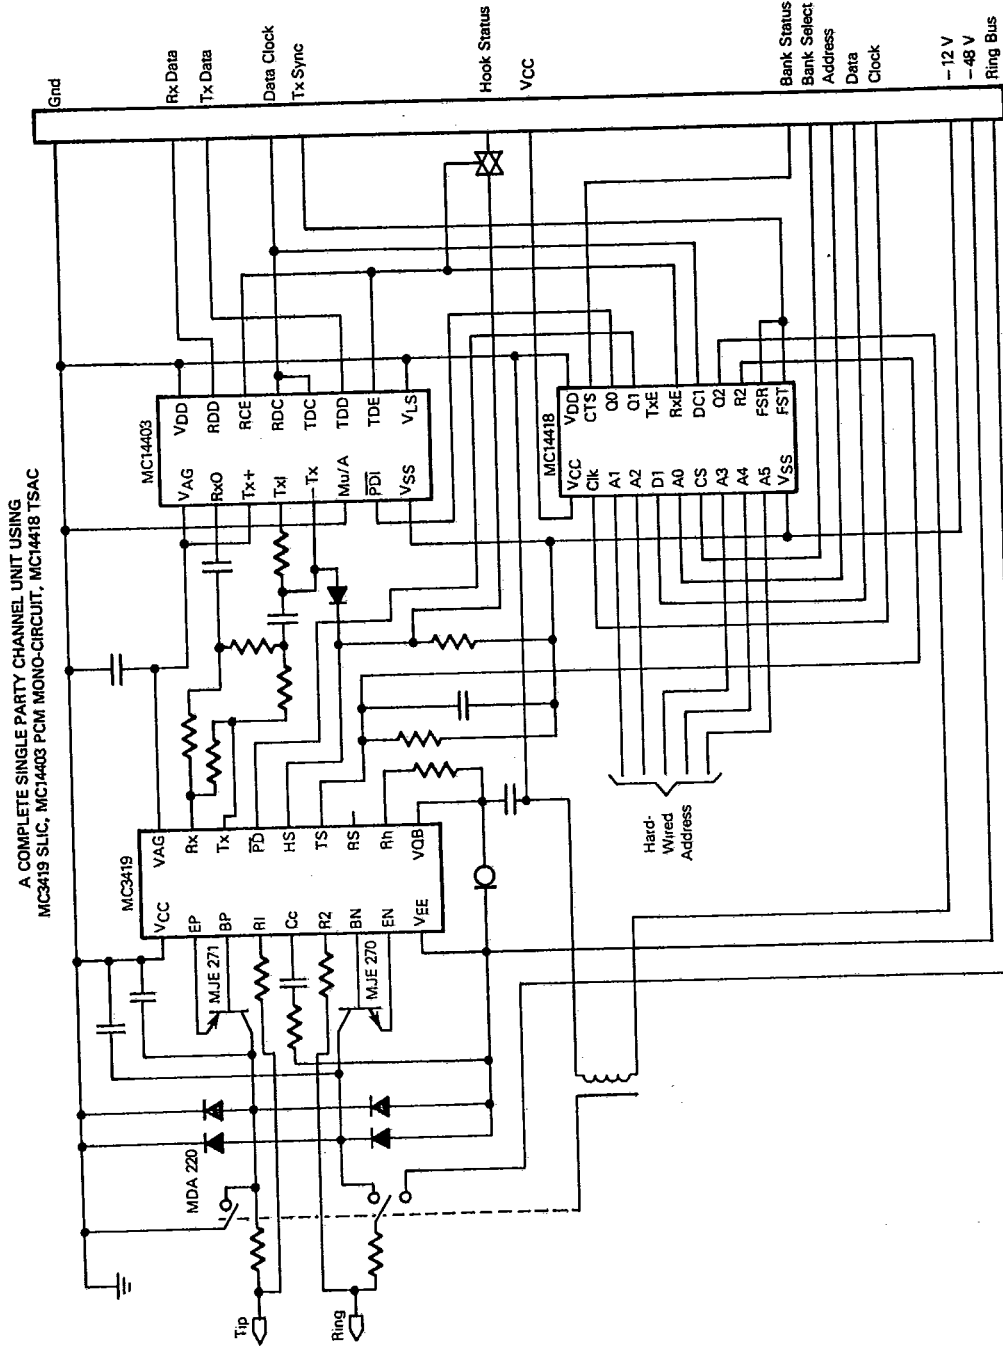 A COMPLETE SINGLE PARTY CHANNEL UNIT USING
MC3419 SLIC, MC14403 PCM MONO-CIRCUIT, MC14418 TSAC
Gnd
Rx Data
Tx Data
Data Clock
Tx Sync
Hook Status
VCC
Bank Status
Bank Select
Address
Data
Clock
-12 V
-48 V
Ring Bus
MC14403
VAG
RxO
Tx+
TxI
-Tx
Mu/A
PDI
VSS
VDD
RDD
RCE
RDC
TDC
TDD
TDE
VLS
MC14418
VCC
Clk
A1
A2
D1
A0
CS
A3
A4
A5
VSS
VDD
CTS
Q0
Q1
TxE
RxE
DC1
Q2
R2
FSR
FST
MC3419
VCC
EP
BP
R1
Cc
R2
BN
EN
VEE
VAG
Rx
Tx
PD
HS
TS
RS
Rh
VQB
MJE 271
MJE 270
MDA 220
Hard-
Wired
Address
Tip
Ring